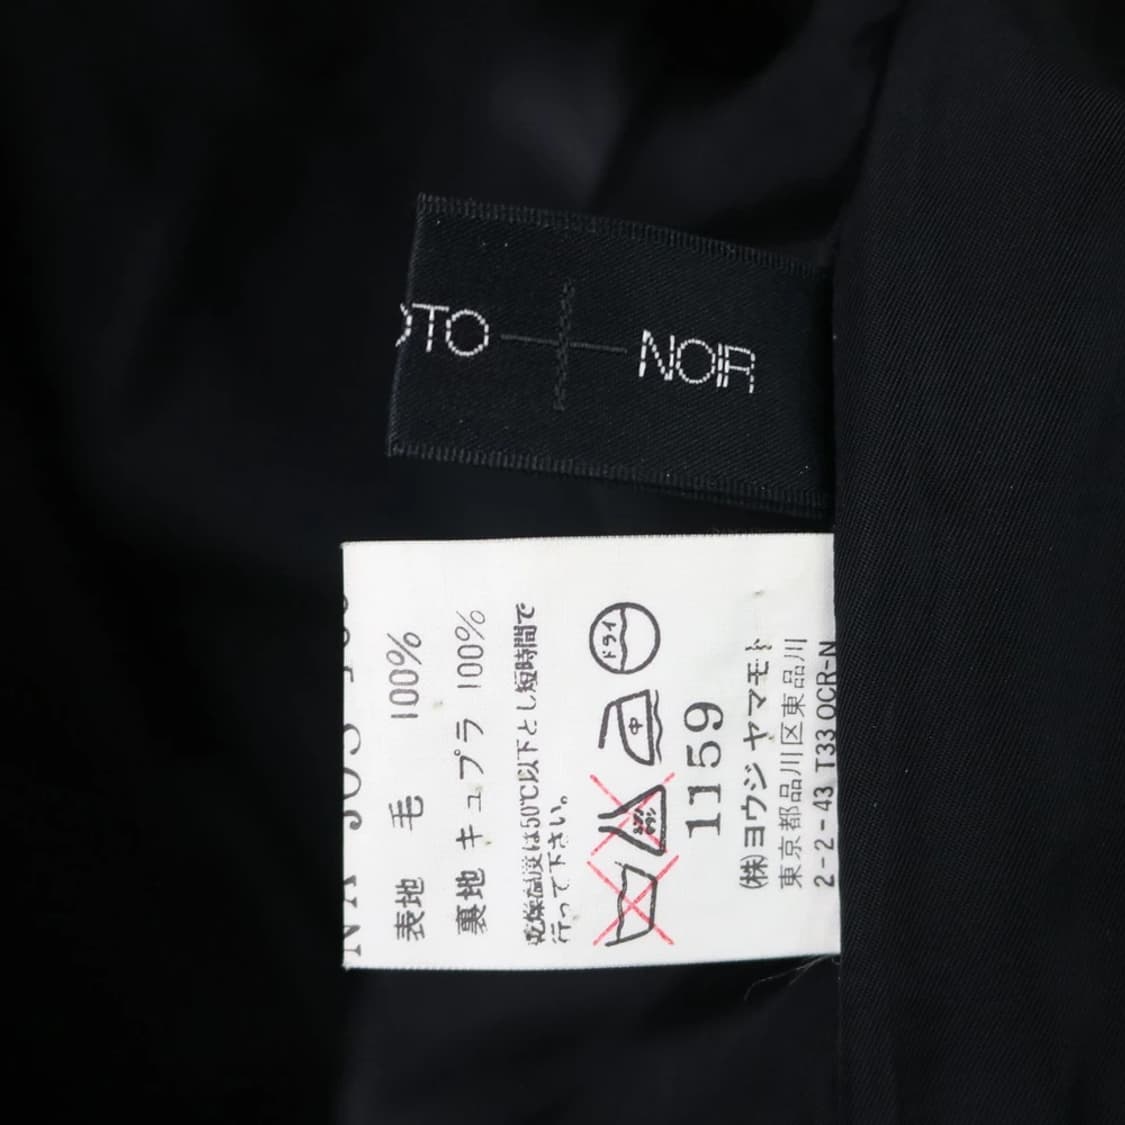 OTO
NOIR
表地 毛 100%
裏地 キュプラ 100%
乾燥温度は50℃以下とし短時間で
行って下さい。
中
ドライ
1159
(株)ヨウジ ヤマモト
東京都品川区東品川
2-2-43 T33 OCR-N